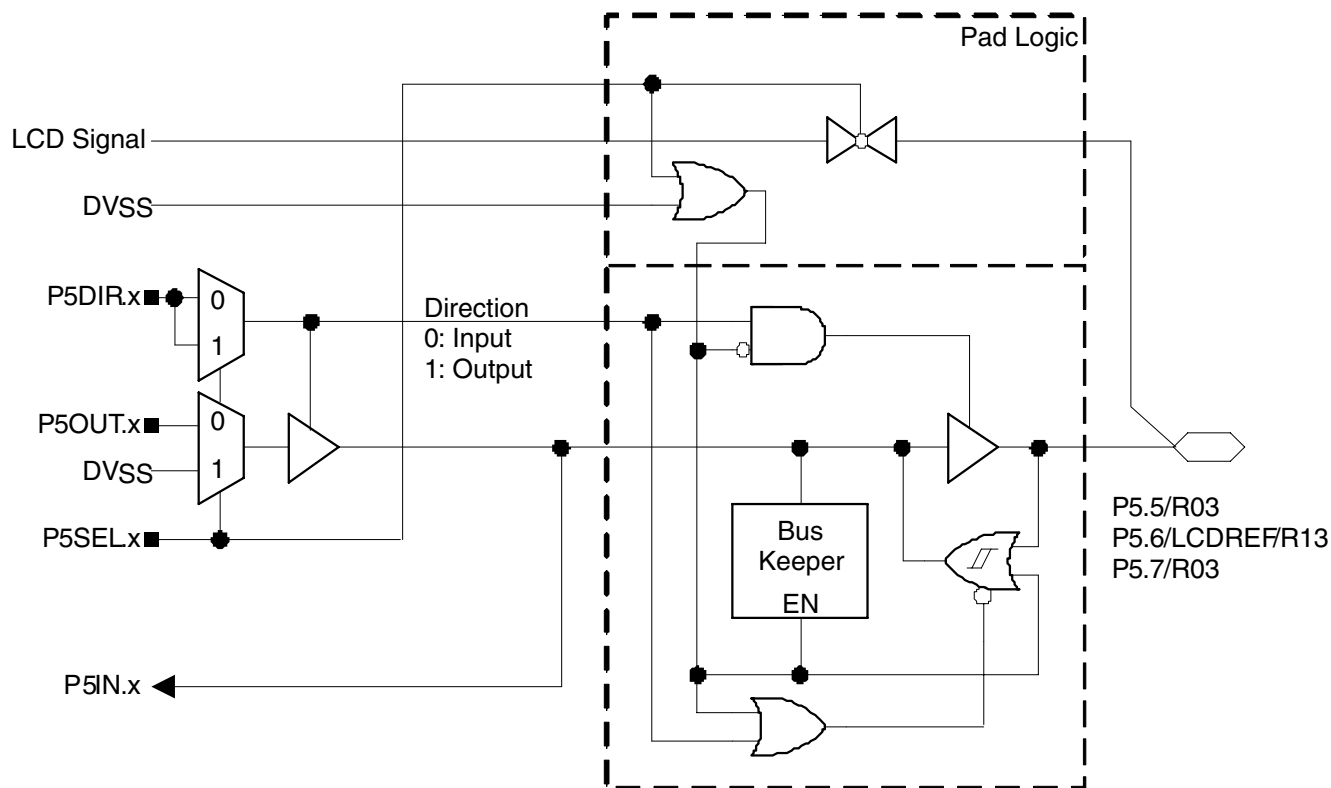 Pad Logic
LCD Signal
DVSS
P5DIR.x
0
1
Direction
0: Input
1: Output
P5OUT.x
0
DVSS
1
P5SEL.x
Bus
Keeper
EN
P5.5/R03
P5.6/LCDREF/R13
P5.7/R03
P5IN.x